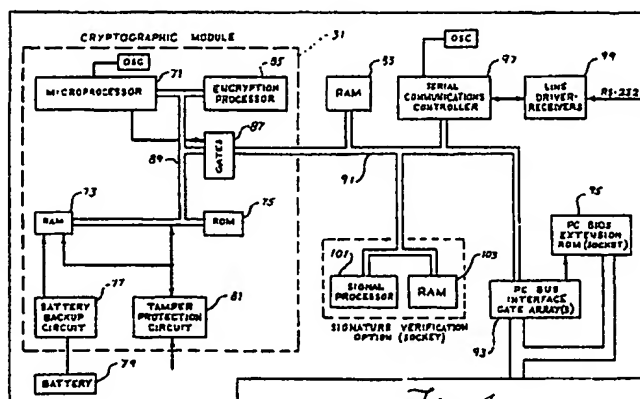 CRYPTOGRAPHIC MODULE
31
OSC
71
MICROPROCESSOR
85
ENCRYPTION
PROCESSOR
87
GATES
89
73
RAM
75
ROM
77
BATTERY
BACKUP
CIRCUIT
81
TAMPER
PROTECTION
CIRCUIT
79
BATTERY
RAM
OSC
97
SERIAL
COMMUNICATIONS
CONTROLLER
99
LINE
DRIVER-
RECEIVERS
RS-232
91
101
SIGNAL
PROCESSOR
103
RAM
SIGNATURE VERIFICATION
OPTION (SOCKET)
95
PC BIOS
EXTENSION
ROM (SOCKET)
PC BUS
INTERFACE
GATE ARRAY(S)
93